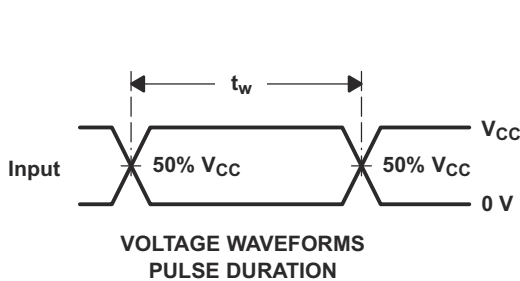 tw
VCC
Input
50% VCC
50% VCC
0 V
VOLTAGE WAVEFORMS
PULSE DURATION